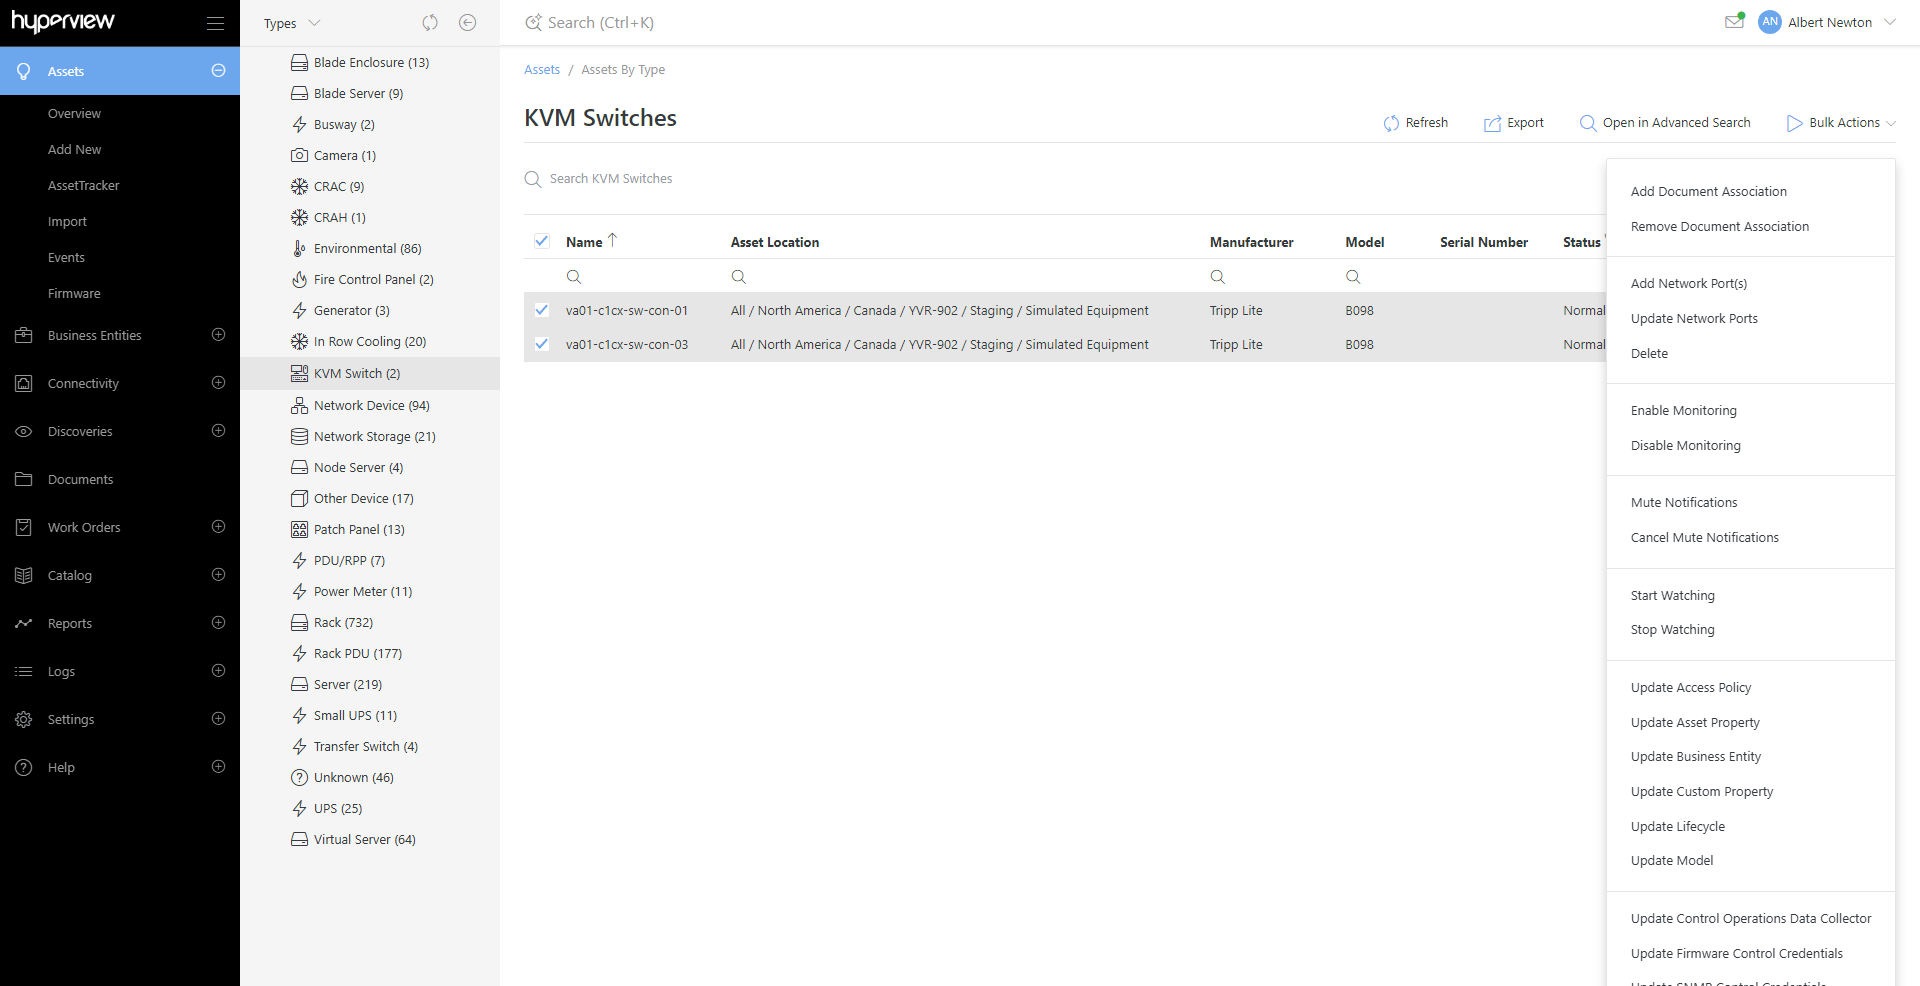 hyperview
Assets
Overview
Add New
AssetTracker
Import
Events
Firmware
Business Entities
Connectivity
Discoveries
Documents
Work Orders
Catalog
Reports
Logs
Settings
Help
Types
Blade Enclosure (13)
Blade Server (9)
Busway (2)
Camera (1)
CRAC (9)
CRAH (1)
Environmental (86)
Fire Control Panel (2)
Generator (3)
In Row Cooling (20)
KVM Switch (2)
Network Device (94)
Network Storage (21)
Node Server (4)
Other Device (17)
Patch Panel (13)
PDU/RPP (7)
Power Meter (11)
Rack (732)
Rack PDU (177)
Server (219)
Small UPS (11)
Transfer Switch (4)
Unknown (46)
UPS (25)
Virtual Server (64)
Search (Ctrl+K)
AN Albert Newton
Assets / Assets By Type
KVM Switches
Refresh Export Open in Advanced Search Bulk Actions
Search KVM Switches
Name Asset Location Manufacturer Model Serial Number Status
va01-c1cx-sw-con-01 All / North America / Canada / YVR-902 / Staging / Simulated Equipment Tripp Lite B098 Normal
va01-c1cx-sw-con-03 All / North America / Canada / YVR-902 / Staging / Simulated Equipment Tripp Lite B098 Normal
Add Document Association
Remove Document Association
Add Network Port(s)
Update Network Ports
Delete
Enable Monitoring
Disable Monitoring
Mute Notifications
Cancel Mute Notifications
Start Watching
Stop Watching
Update Access Policy
Update Asset Property
Update Business Entity
Update Custom Property
Update Lifecycle
Update Model
Update Control Operations Data Collector
Update Firmware Control Credentials
Update SNMP Control Credentials